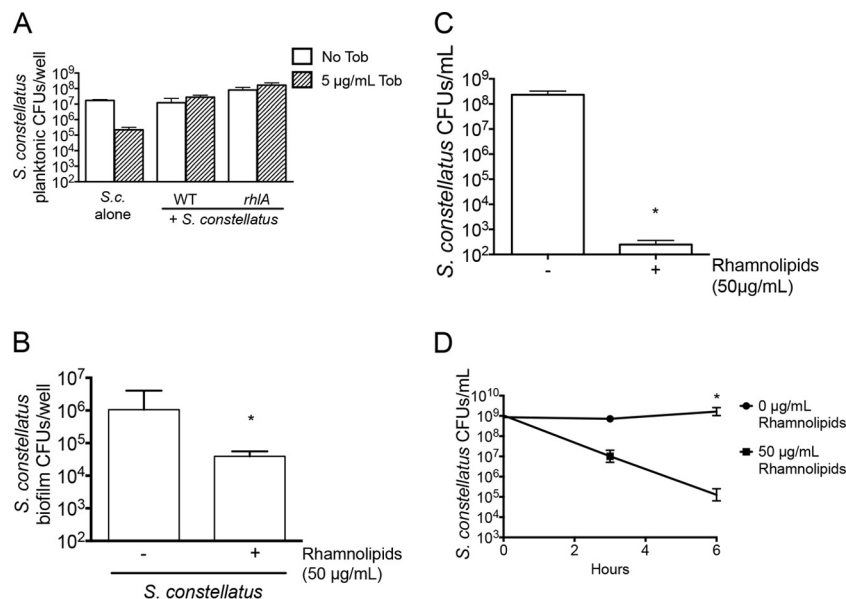 A
S. constellatus
planktonic CFUs/well
10⁹
10⁸
10⁷
10⁶
10⁵
10⁴
10³
10²
No Tob
5 µg/mL Tob
S.c.
alone
WT
rhlA
+ S. constellatus
B
S. constellatus
biofilm CFUs/well
10⁷
10⁶
10⁵
10⁴
10³
10²
*
-
+
Rhamnolipids
(50 µg/mL)
S. constellatus
C
S. constellatus CFUs/mL
10⁹
10⁸
10⁷
10⁶
10⁵
10⁴
10³
10²
*
-
+
Rhamnolipids
(50µg/mL)
D
S. constellatus CFUs/mL
10¹⁰
10⁹
10⁸
10⁷
10⁶
10⁵
10⁴
10³
*
0
2
4
6
Hours
0 µg/mL
Rhamnolipids
50 µg/mL
Rhamnolipids